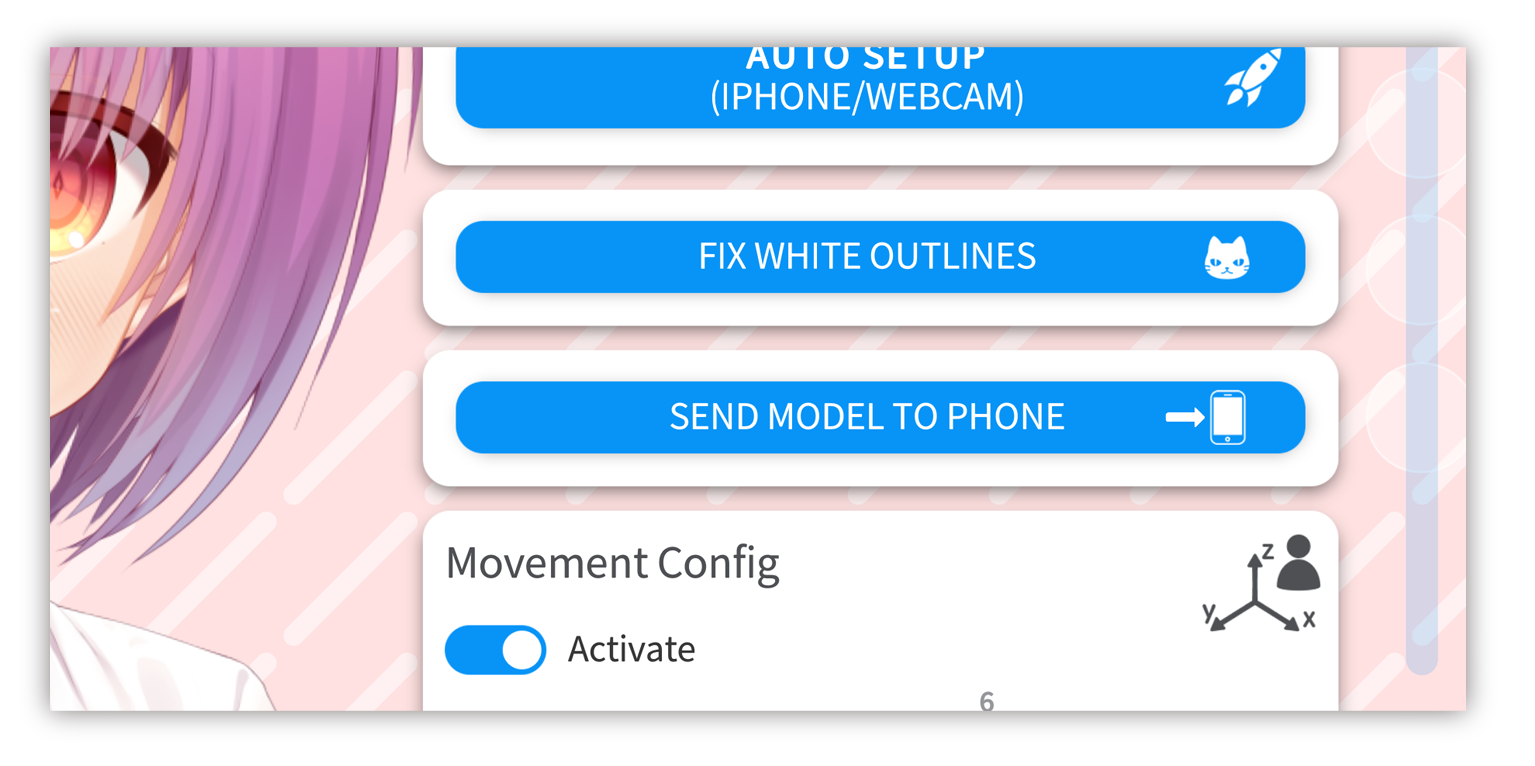 AUTO SETUP
(IPHONE/WEBCAM)
FIX WHITE OUTLINES
SEND MODEL TO PHONE
Movement Config
z
y
x
Activate
6